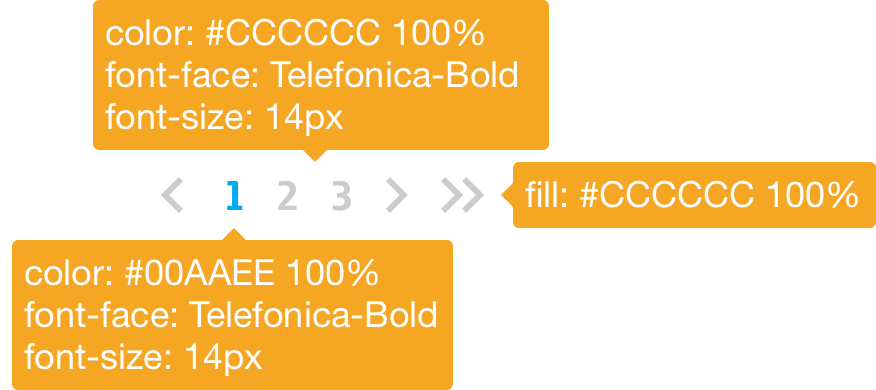 color: #CCCCCC 100%
font-face: Telefonica-Bold
font-size: 14px
1 2 3
fill: #CCCCCC 100%
color: #00AAEE 100%
font-face: Telefonica-Bold
font-size: 14px